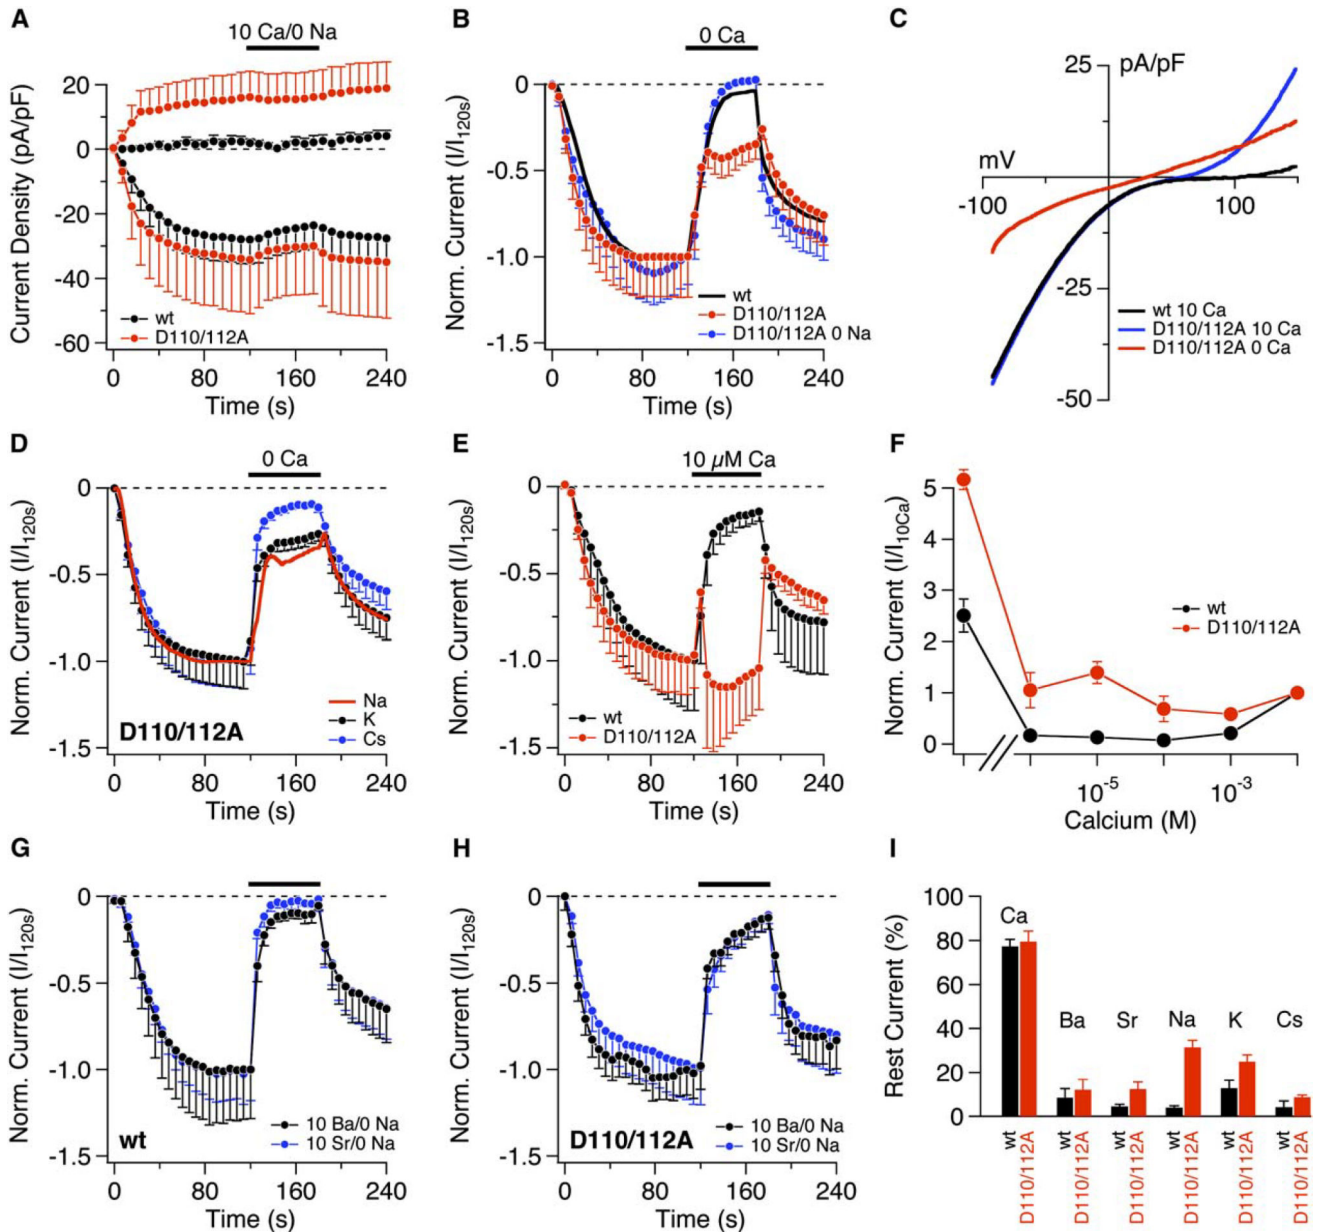 A
10 Ca/0 Na
Current Density (pA/pF)
20
0
-20
-40
-60
wt
D110/112A
0
80
160
240
Time (s)
B
0 Ca
Norm. Current (I/I120s)
0
-0.5
-1.0
-1.5
wt
D110/112A
D110/112A 0 Na
0
80
160
240
Time (s)
C
25
pA/pF
mV
-100
100
-25
-50
wt 10 Ca
D110/112A 10 Ca
D110/112A 0 Ca
D
0 Ca
Norm. Current (I/I120s)
0
-0.5
-1.0
-1.5
D110/112A
Na
K
Cs
0
80
160
240
Time (s)
E
10 µM Ca
Norm. Current (I/I120s)
0
-0.5
-1.0
-1.5
wt
D110/112A
0
80
160
240
Time (s)
F
Norm. Current (I/I10Ca)
5
4
3
2
1
0
wt
D110/112A
10-5
10-3
Calcium (M)
G
Norm. Current (I/I120s)
0
-0.5
-1.0
-1.5
wt
10 Ba/0 Na
10 Sr/0 Na
0
80
160
240
Time (s)
H
Norm. Current (I/I120s)
0
-0.5
-1.0
-1.5
D110/112A
10 Ba/0 Na
10 Sr/0 Na
0
80
160
240
Time (s)
I
Rest Current (%)
100
80
60
40
20
0
Ca
Ba
Sr
Na
K
Cs
wt
D110/112A
wt
D110/112A
wt
D110/112A
wt
D110/112A
wt
D110/112A
wt
D110/112A